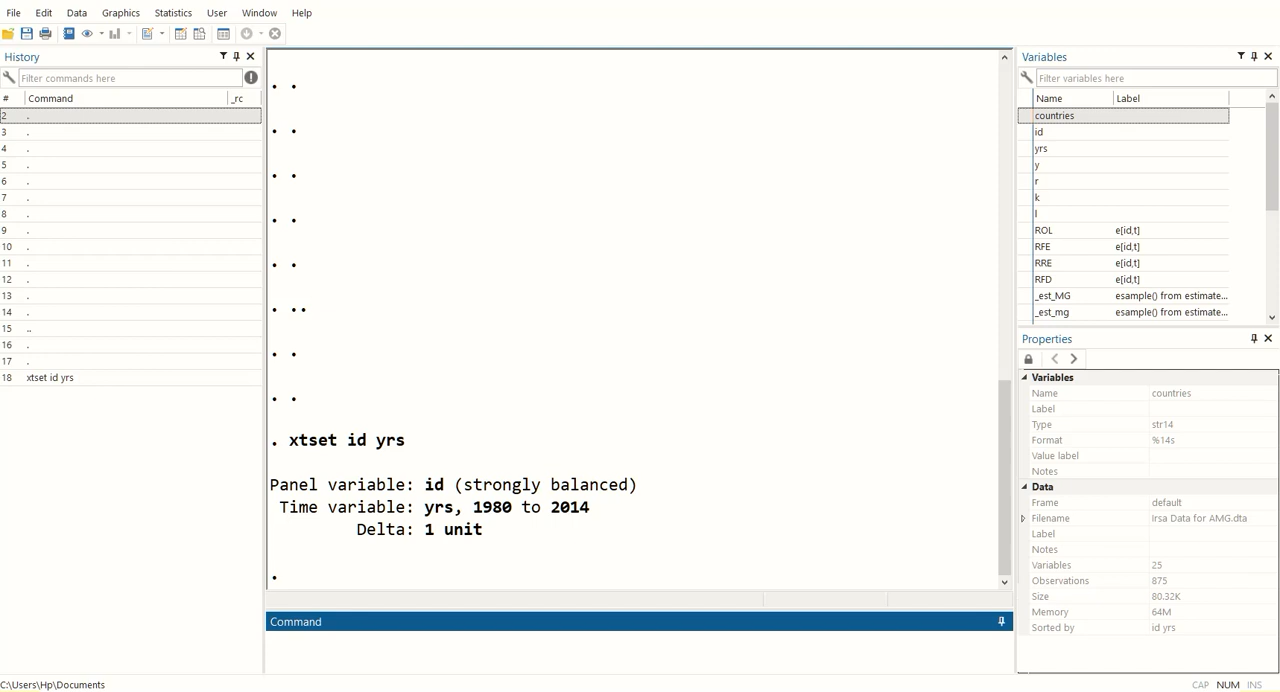 File Edit Data Graphics Statistics User Window Help
History
Filter commands here
# Command _rc
2 .
3 .
4 .
5 .
6 .
7 .
8 .
9 .
10 .
11 .
12 .
13 .
14 .
15 ..
16 .
17 .
18 xtset id yrs
. .
. .
. .
. .
. .
. ..
. .
. .
. xtset id yrs
Panel variable: id (strongly balanced)
Time variable: yrs, 1980 to 2014
Delta: 1 unit
.
Command
Variables
Filter variables here
Name Label
countries
id
yrs
y
r
k
l
ROL e[id,t]
RFE e[id,t]
RRE e[id,t]
RFD e[id,t]
_est_MG esample() from estimate...
_est_mg esample() from estimate...
Properties
Variables
Name countries
Label
Type str14
Format %14s
Value label
Notes
Data
Frame default
Filename Irsa Data for AMG.dta
Label
Notes
Variables 25
Observations 875
Size 80.32K
Memory 64M
Sorted by id yrs
C:\Users\Hp\Documents
CAP NUM INS